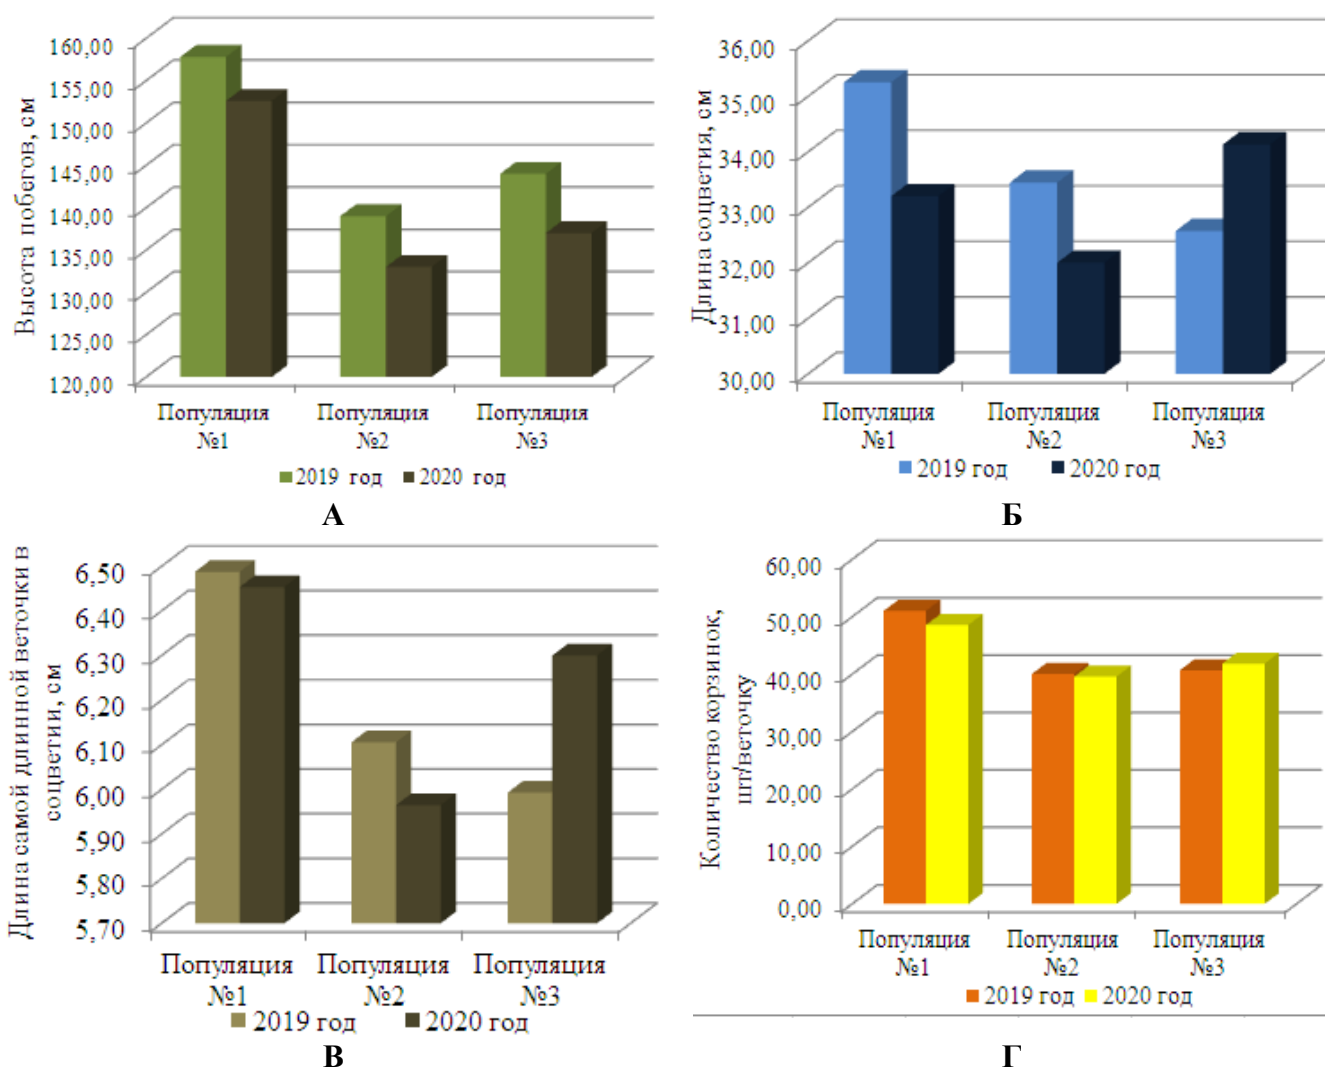 Высота побегов, см
160,00
155,00
150,00
145,00
140,00
135,00
130,00
125,00
120,00
Популяция
№1
Популяция
№2
Популяция
№3
2019 год
2020 год
А
Длина соцветия, см
36,00
35,00
34,00
33,00
32,00
31,00
30,00
Популяция
№1
Популяция
№2
Популяция
№3
2019 год
2020 год
Б
Длина самой длинной веточки в
соцветии, см
6,50
6,40
6,30
6,20
6,10
6,00
5,90
5,80
5,70
Популяция
№1
Популяция
№2
Популяция
№3
2019 год
2020 год
В
Количество корзинок,
шт/веточку
60,00
50,00
40,00
30,00
20,00
10,00
0,00
Популяция
№1
Популяция
№2
Популяция
№3
2019 год
2020 год
Г